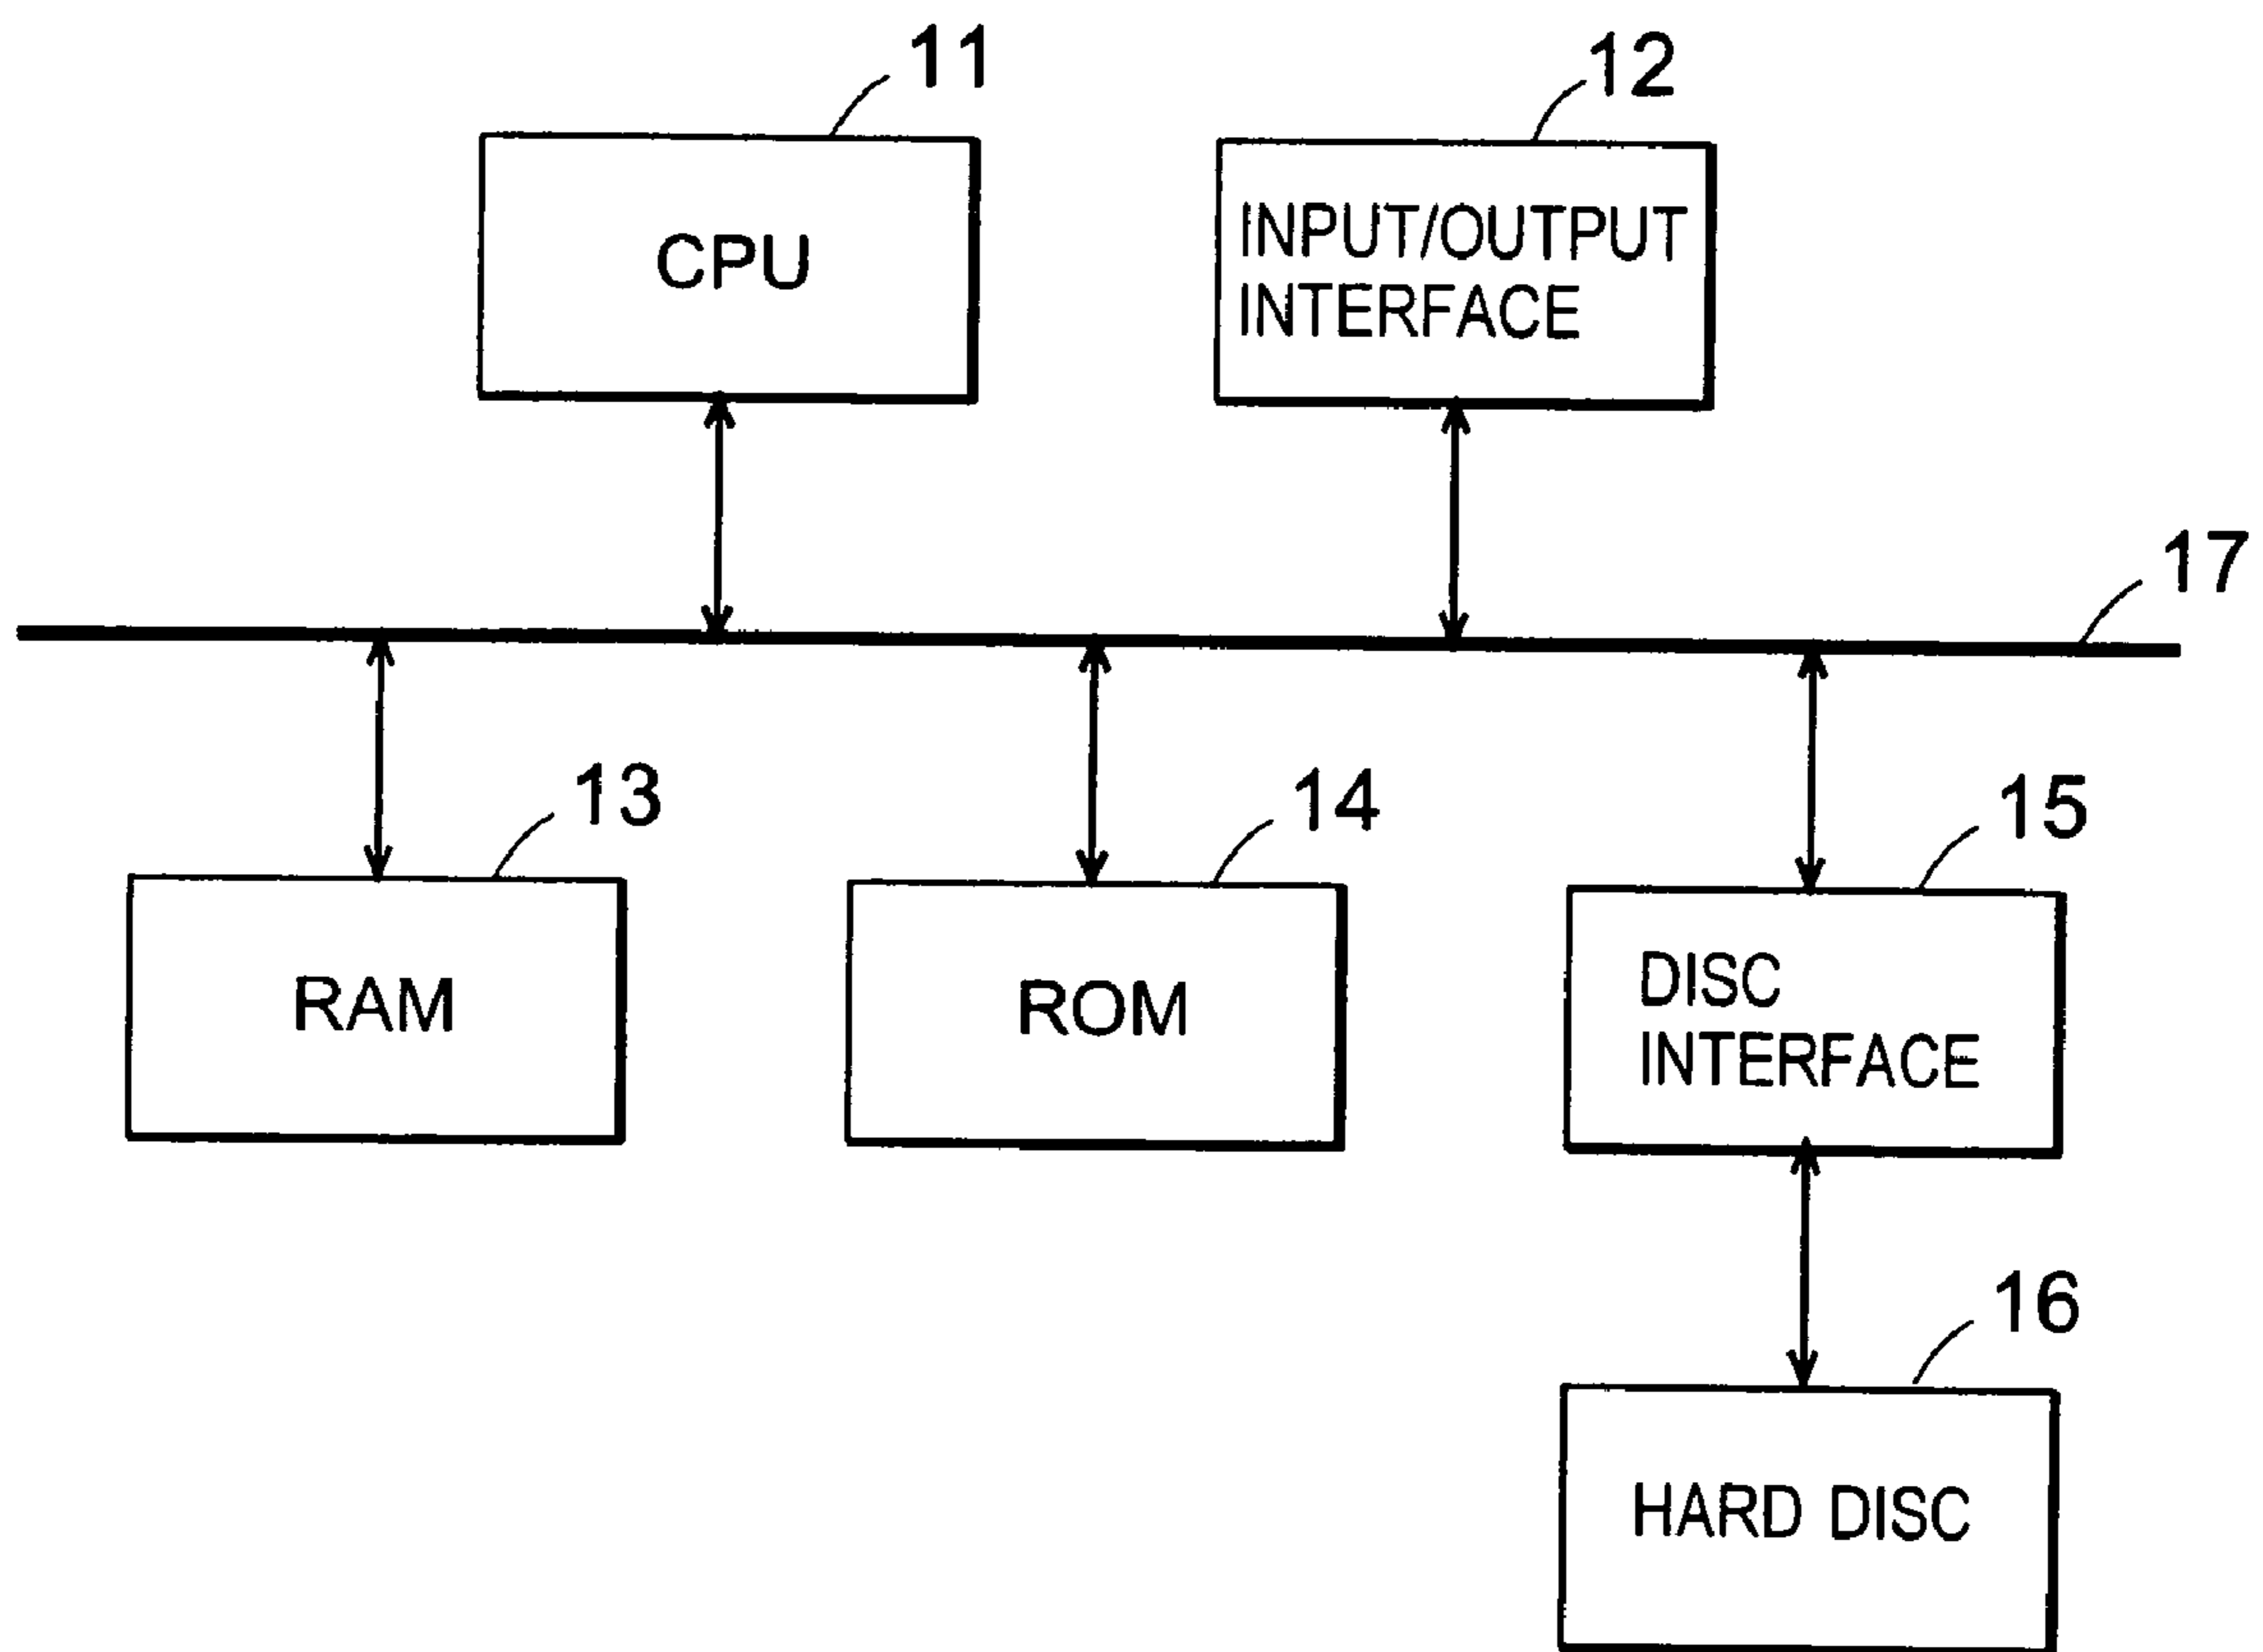 11
12
CPU
INPUT/OUTPUT
INTERFACE
17
13
14
15
RAM
ROM
DISC
INTERFACE
16
HARD DISC